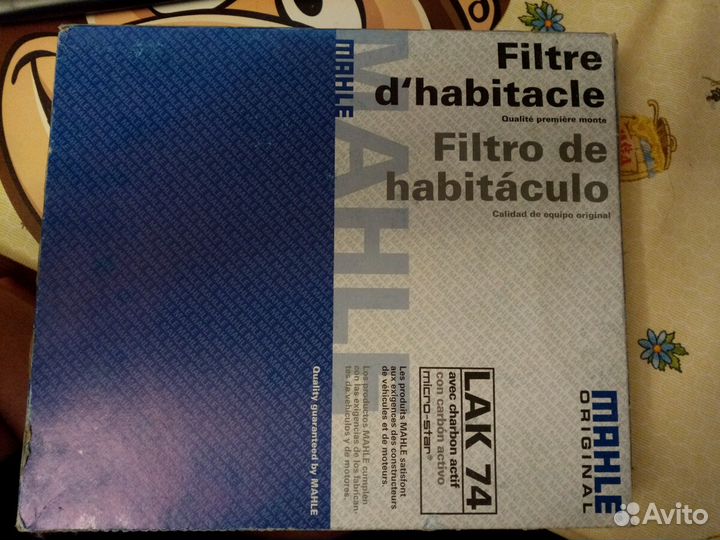 Filtre
d'habitacle
Qualité première monte
Filtro de
habitáculo
Calidad de equipo original
MAHLE
MAHLE
LAK 74
avec charbon actif
con carbón activo
micro-star®
Les produits MAHLE satisfont
aux exigences des constructeurs
de véhicules et de moteurs.
Los productos MAHLE cumplen
con las exigencias de los fabrican-
tes de vehículos y de motores.
Quality guaranteed by MAHLE
MAHLE
ORIGINAL
Avito